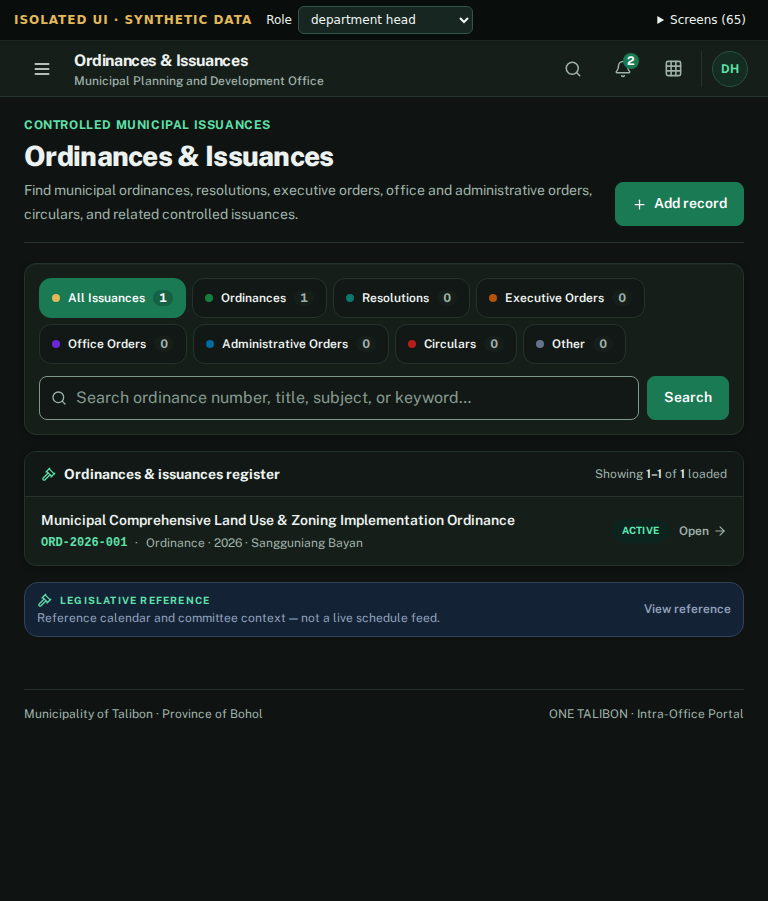 ISOLATED UI · SYNTHETIC DATA Role department head Screens (65)
Ordinances & Issuances
Municipal Planning and Development Office
2
DH
CONTROLLED MUNICIPAL ISSUANCES
Ordinances & Issuances
Find municipal ordinances, resolutions, executive orders, office and administrative orders,
circulars, and related controlled issuances.
Add record
All Issuances 1 Ordinances 1 Resolutions 0 Executive Orders 0
Office Orders 0 Administrative Orders 0 Circulars 0 Other 0
Search ordinance number, title, subject, or keyword... Search
Ordinances & issuances register Showing 1–1 of 1 loaded
Municipal Comprehensive Land Use & Zoning Implementation Ordinance
ORD-2026-001 · Ordinance · 2026 · Sangguniang Bayan
ACTIVE Open →
LEGISLATIVE REFERENCE
Reference calendar and committee context — not a live schedule feed.
View reference
Municipality of Talibon · Province of Bohol ONE TALIBON · Intra-Office Portal